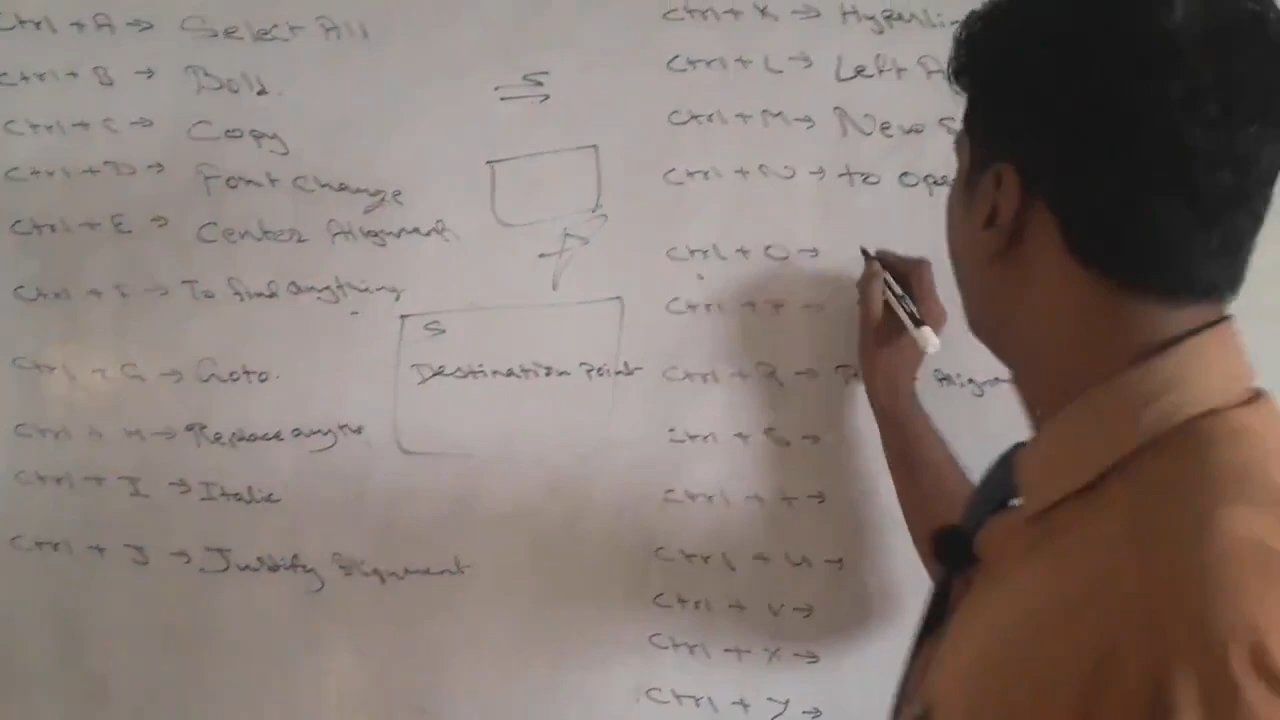 Ctrl + A → Select All
Ctrl + B → Bold.
Ctrl + C → Copy
Ctrl + D → Font Change
Ctrl + E → Center Alignment.
Ctrl + F → To find anything
Ctrl + G → Goto.
Ctrl + H → Replace
Ctrl + I → Italic
Ctrl + J → Justify Alignment
S
S
Destination Point
Ctrl + K → Hyperlin
Ctrl + L → Left A
Ctrl + M → New S
Ctrl + N → to ope
Ctrl + O →
Ctrl + P →
Ctrl + R → Alignm
Ctrl + S →
Ctrl + T →
Ctrl + U →
Ctrl + V →
Ctrl + X →
Ctrl + Y →